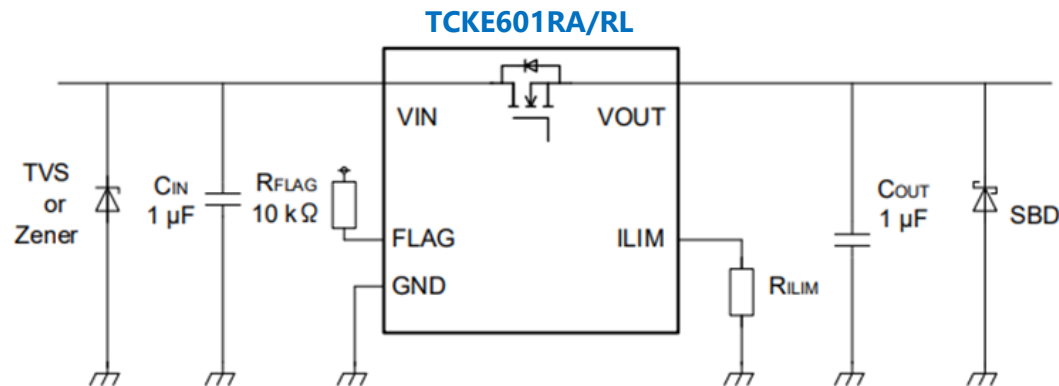 TCKE601RA/RL
VIN
VOUT
TVS
or
Zener
CIN
1 µF
RFLAG
10 kΩ
FLAG
ILIM
GND
RILIM
COUT
1 µF
SBD